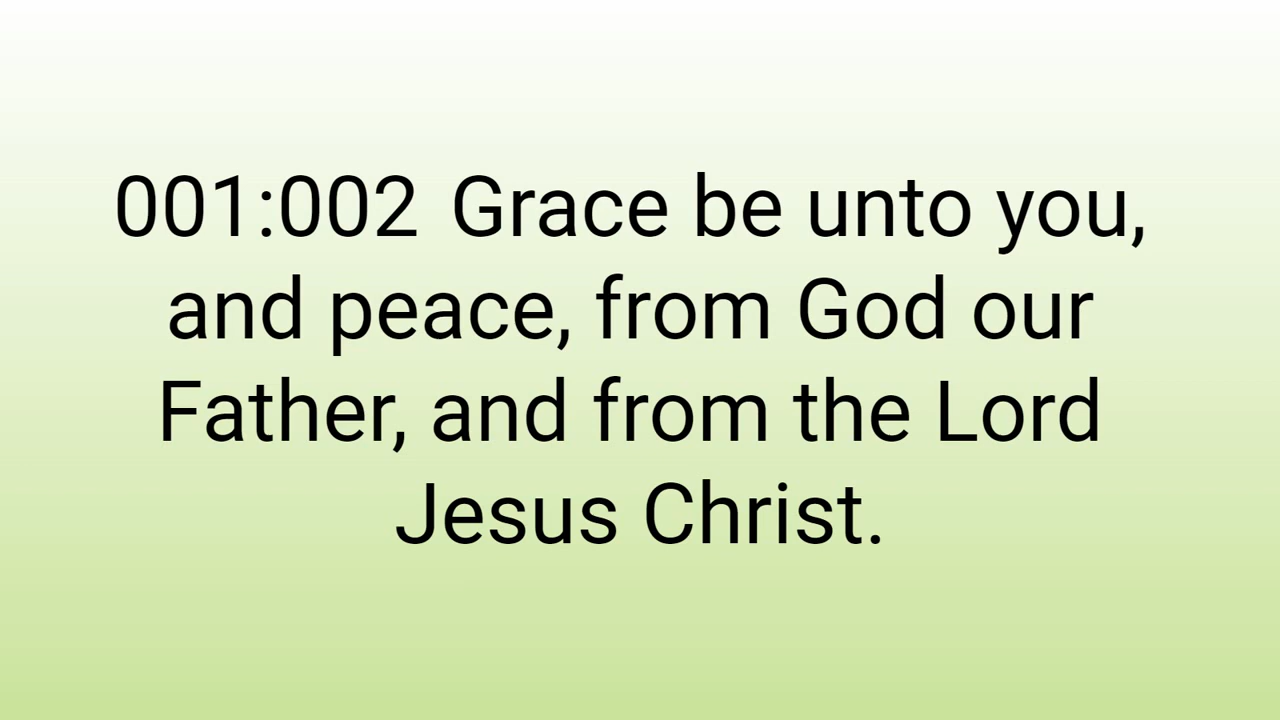 001:002 Grace be unto you,
and peace, from God our
Father, and from the Lord
Jesus Christ.